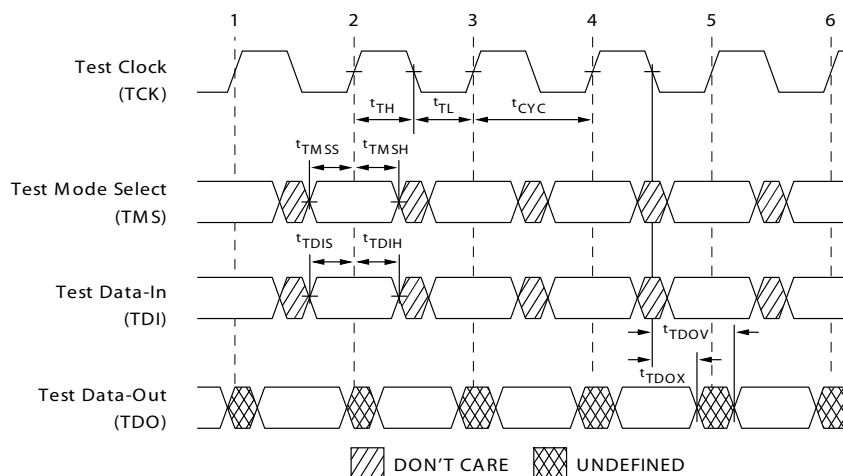 1 2 3 4 5 6
Test Clock
(TCK)
tTH tTL tCYC
tTMSS tTMSH
Test Mode Select
(TMS)
tTDIS tTDIH
Test Data-In
(TDI)
tTDOV
tTDOX
Test Data-Out
(TDO)
DON'T CARE UNDEFINED